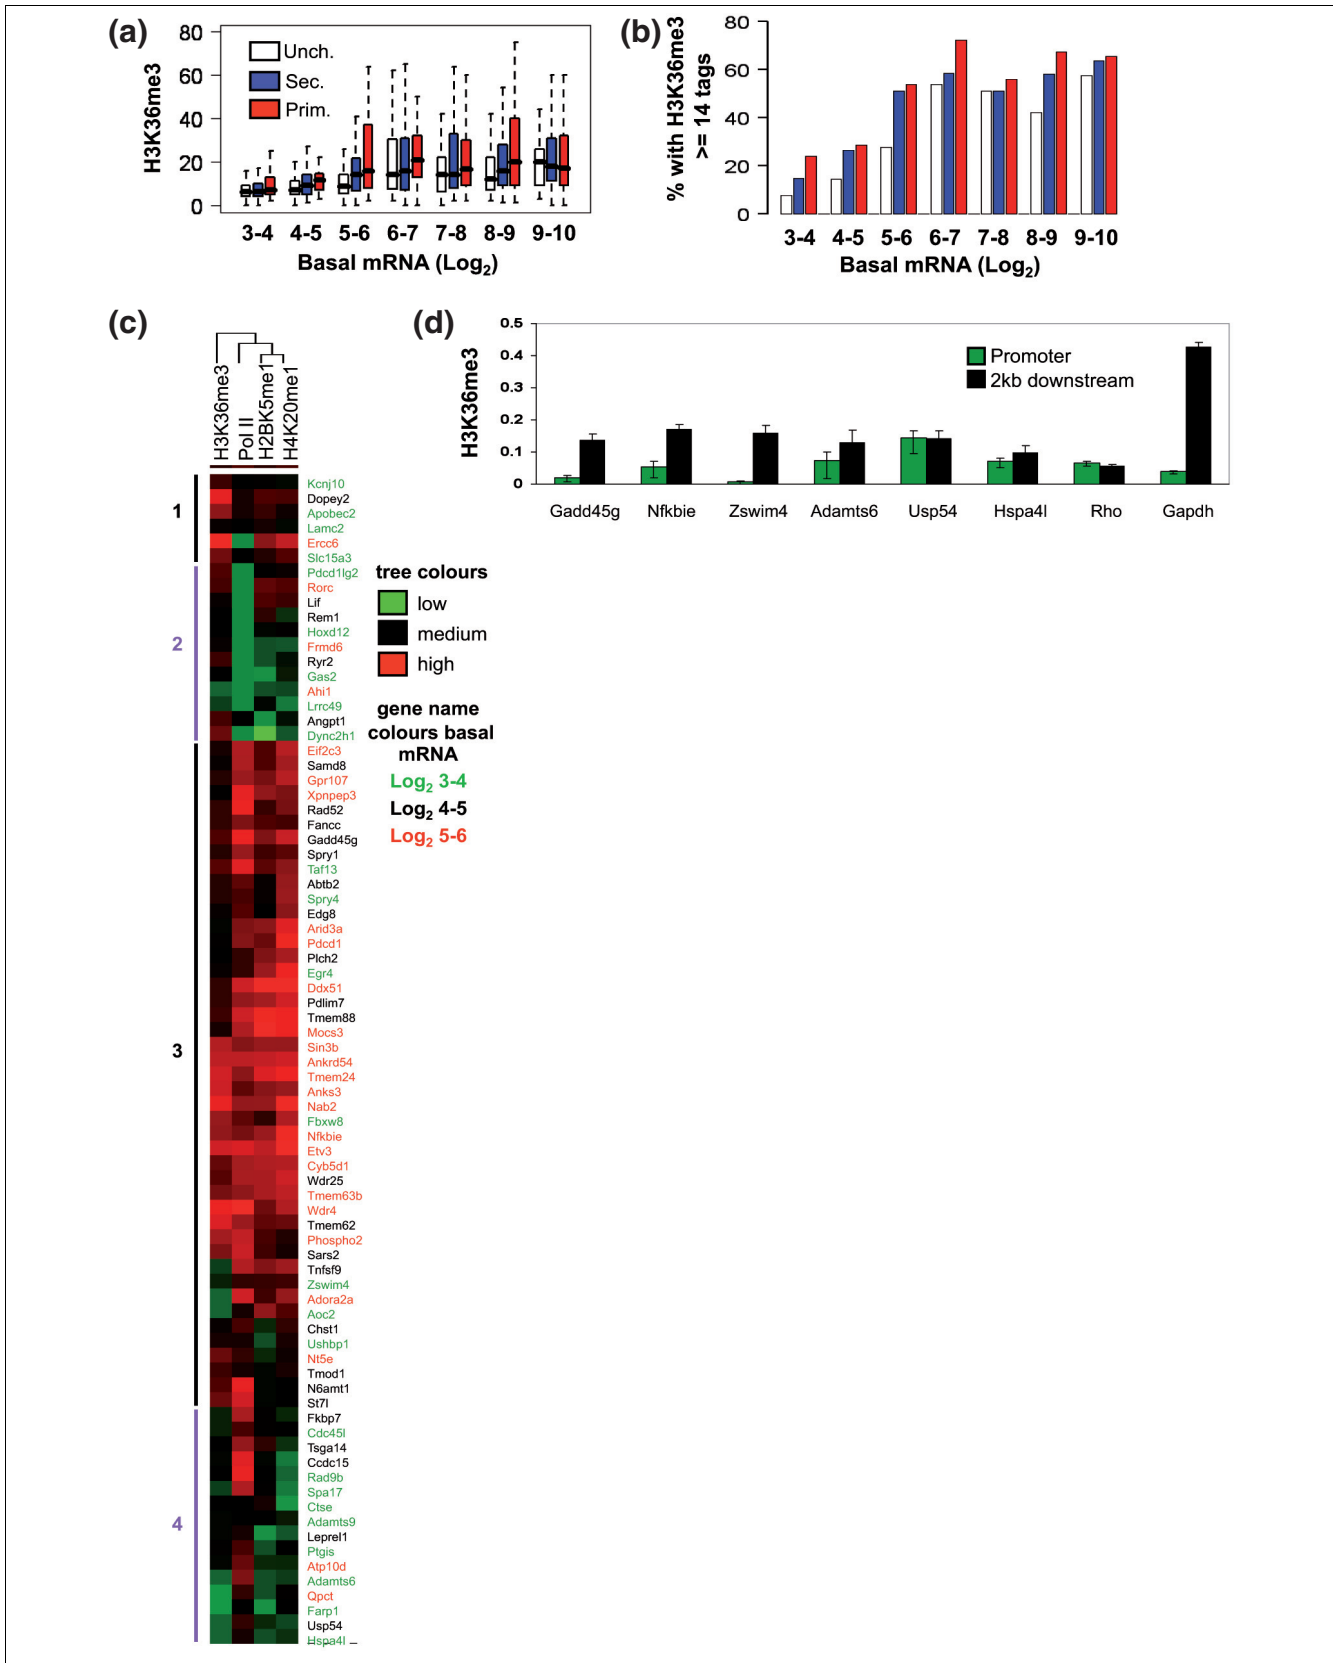 (a)
H3K36me3
80
60
40
20
0
Unch.
Sec.
Prim.
3-4 4-5 5-6 6-7 7-8 8-9 9-10
Basal mRNA (Log2)
(b)
% with H3K36me3
>= 14 tags
80
60
40
20
0
3-4 4-5 5-6 6-7 7-8 8-9 9-10
Basal mRNA (Log2)
(c)
H3K36me3
Pol II
H2BK5me1
H4K20me1
1
2
3
4
Kcnj10
Dopey2
Apobec2
Lamc2
Ercc6
Slc15a3
Pdcd1lg2
Rorc
Lif
Rem1
Hoxd12
Frmd6
Ryr2
Gas2
Ahi1
Lrrc49
Angpt1
Dync2h1
Eif2c3
Samd8
Gpr107
Xpnpep3
Rad52
Fancc
Gadd45g
Spry1
Taf13
Abtb2
Spry4
Edg8
Arid3a
Pdcd1
Plch2
Egr4
Ddx51
Pdlim7
Tmem88
Mocs3
Sin3b
Ankrd54
Tmem24
Anks3
Nab2
Fbxw8
Nfkbie
Etv3
Cyb5d1
Wdr25
Tmem63b
Wdr4
Tmem62
Phospho2
Sars2
Tnfsf9
Zswim4
Adora2a
Aoc2
Chst1
Ushbp1
Nt5e
Tmod1
N6amt1
St7l
Fkbp7
Cdc45l
Tsga14
Ccdc15
Rad9b
Spa17
Ctse
Adamts9
Leprel1
Ptgis
Atp10d
Adamts6
Qpct
Farp1
Usp54
Hspa4l
tree colours
low
medium
high
gene name
colours basal
mRNA
Log2 3-4
Log2 4-5
Log2 5-6
(d)
H3K36me3
0.5
0.4
0.3
0.2
0.1
0
Promoter
2kb downstream
Gadd45g Nfkbie Zswim4 Adamts6 Usp54 Hspa4l Rho Gapdh